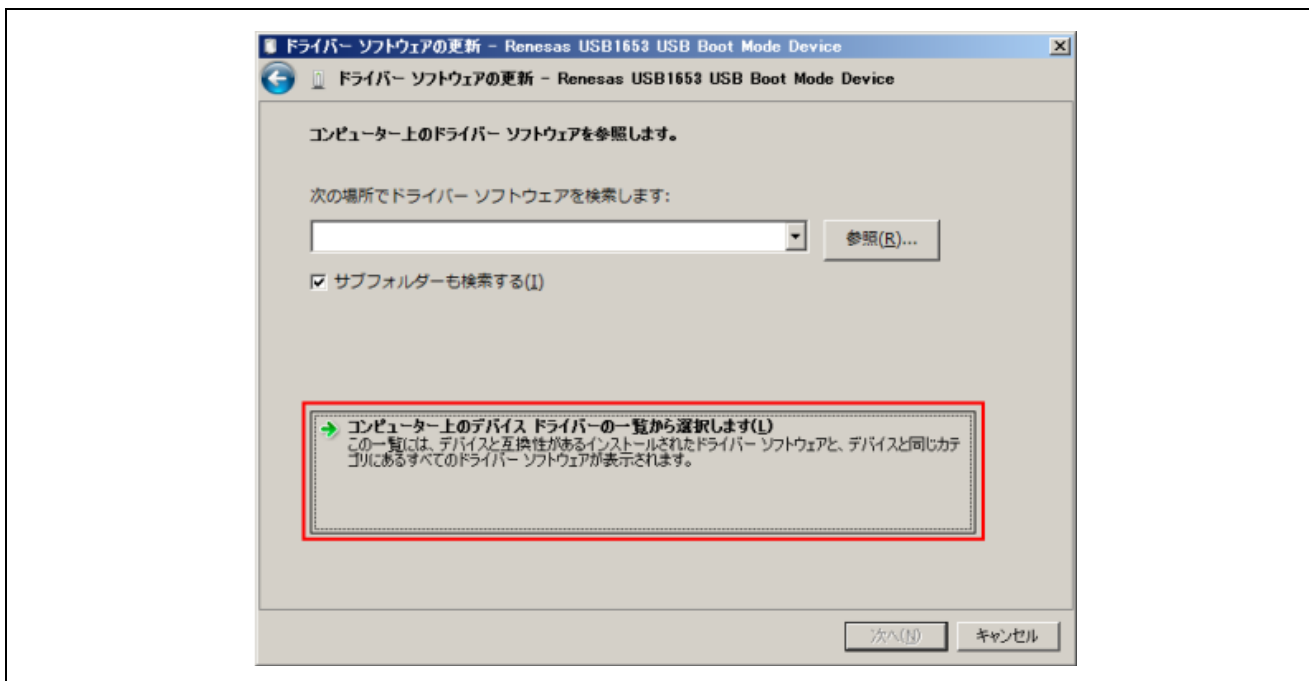 ドライバー ソフトウェアの更新 - Renesas USB1653 USB Boot Mode Device
ドライバー ソフトウェアの更新 - Renesas USB1653 USB Boot Mode Device
コンピューター上のドライバー ソフトウェアを参照します。
次の場所でドライバー ソフトウェアを検索します:
参照(R)...
サブフォルダーも検索する(I)
コンピューター上のデバイス ドライバーの一覧から選択します(L)
この一覧には、デバイスと互換性があるインストールされたドライバー ソフトウェアと、デバイスと同じカテ
ゴリにあるすべてのドライバー ソフトウェアが表示されます。
次へ(N)
キャンセル